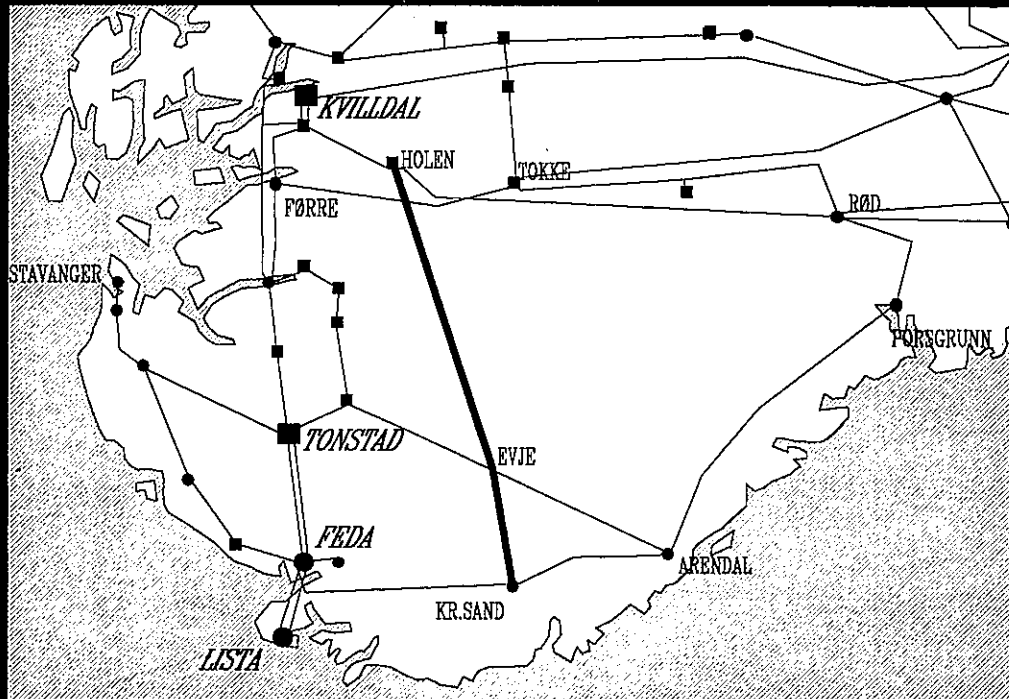 KVILLDAL
HOLEN
TOKKE
FØRRE
RØD
STAVANGER
PORSGRUNN
TONSTAD
EVJE
FEDA
ARENDAL
KR.SAND
LISTA